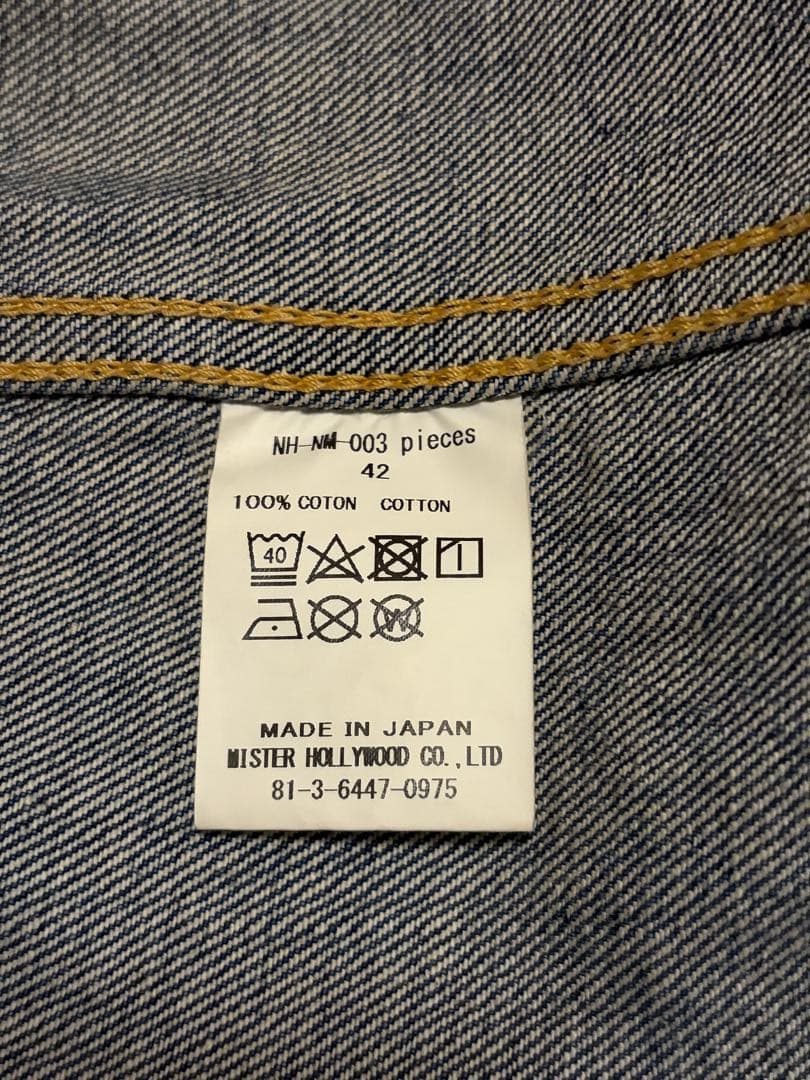 NH-NM-003 pieces
42
100% COTON COTTON
40
W
MADE IN JAPAN
MISTER HOLLYWOOD CO.,LTD
81-3-6447-0975